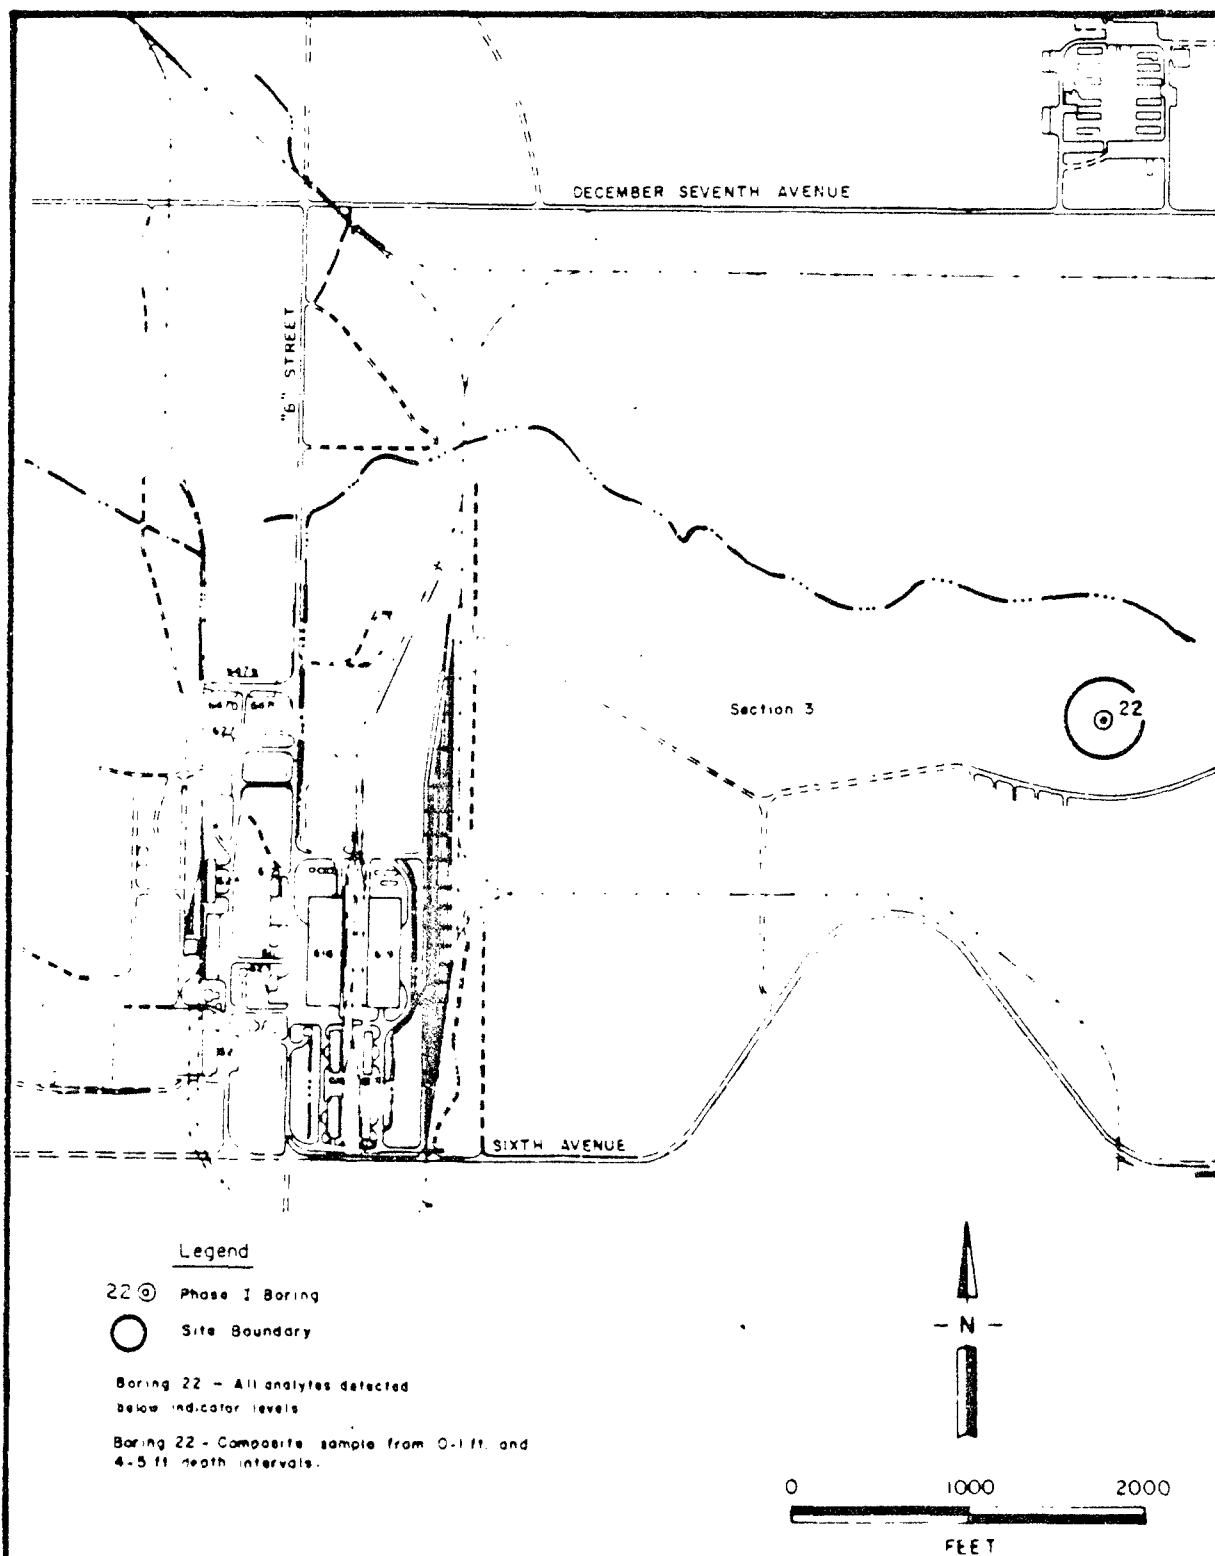 DECEMBER SEVENTH AVENUE
"6" STREET
Section 3
22
SIXTH AVENUE
Legend
22 Phase I Boring
Site Boundary
Boring 22 - All analytes detected
below indicator levels
Boring 22 - Composite sample from 0-1 ft. and
4-5 ft depth intervals.
- N -
0 1000 2000
FEET